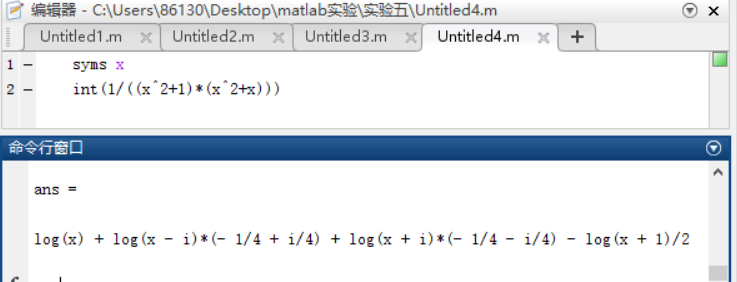 编辑器 - C:\Users\86130\Desktop\matlab实验\实验五\Untitled4.m
Untitled1.m Untitled2.m Untitled3.m Untitled4.m
1 syms x
2 int(1/((x^2+1)*(x^2+x)))
命令行窗口
ans =
log(x) + log(x - i)*(- 1/4 + i/4) + log(x + i)*(- 1/4 - i/4) - log(x + 1)/2